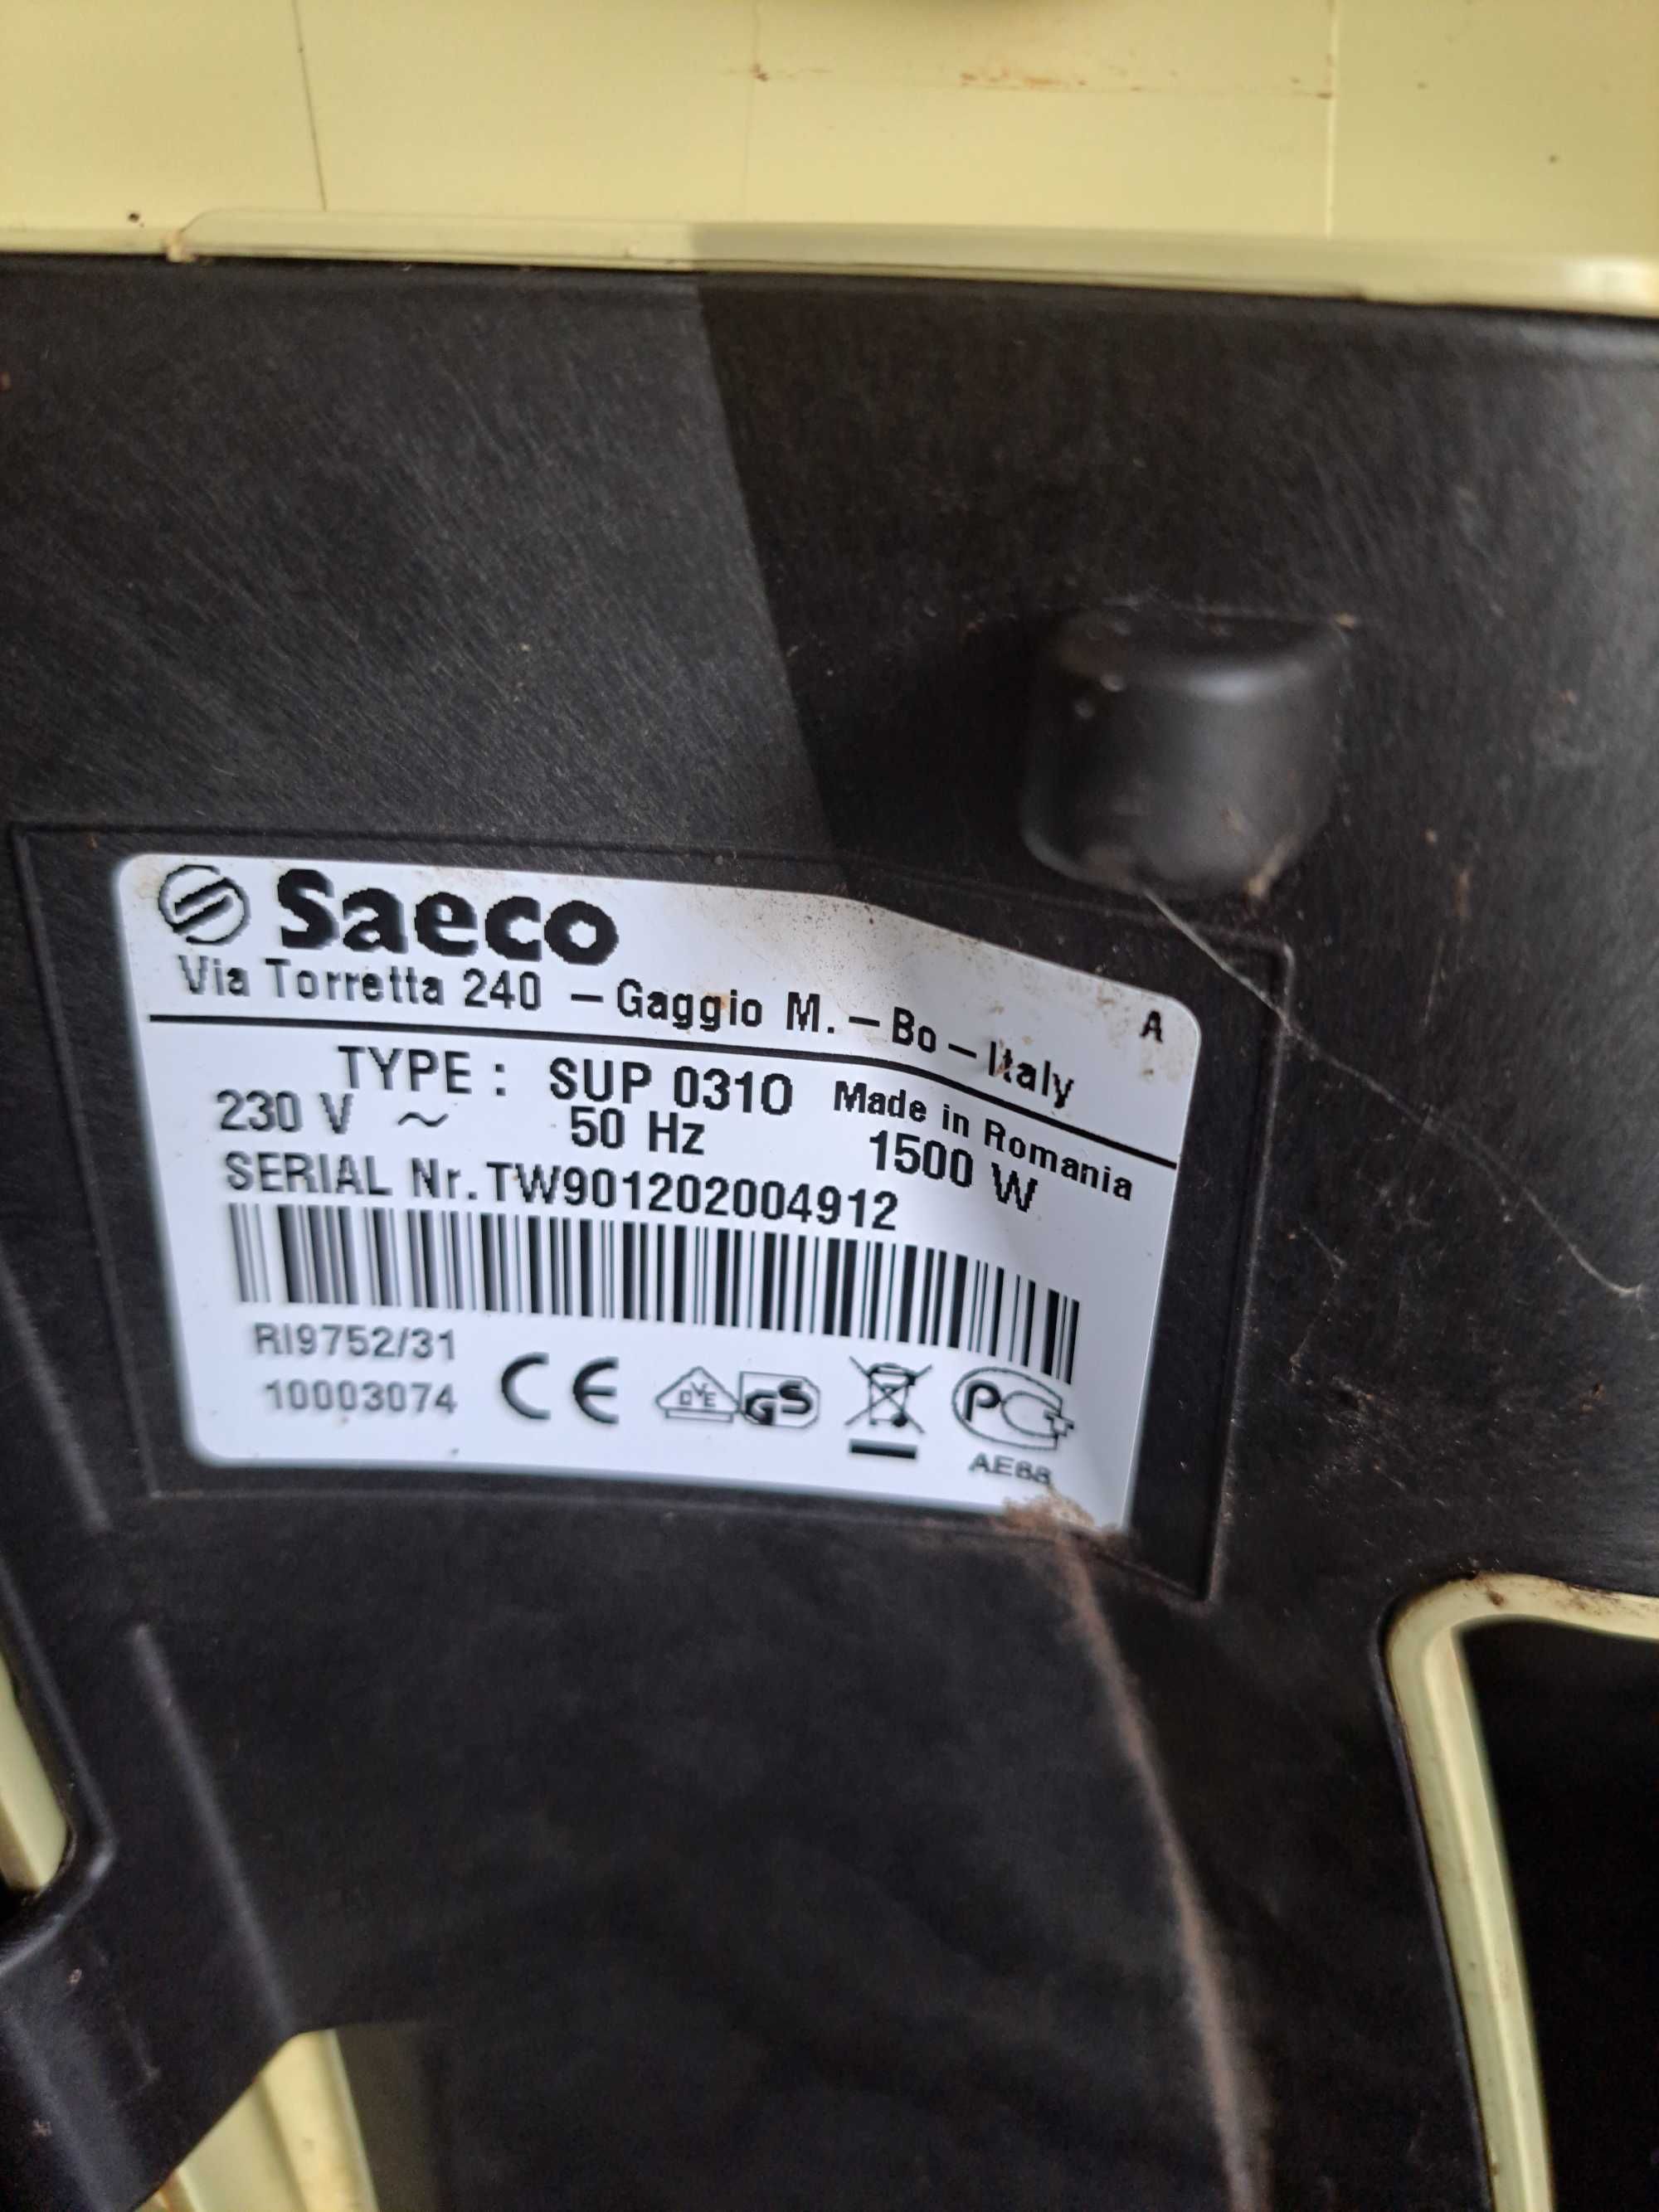 Saeco
Via Torretta 240 – Gaggio M. – Bo – Italy
A
TYPE : SUP 0310 Made in Romania
230 V ~ 50 Hz 1500 W
SERIAL Nr. TW901202004912
RI9752/31
10003074
CE
DVE GS
PC
AE68